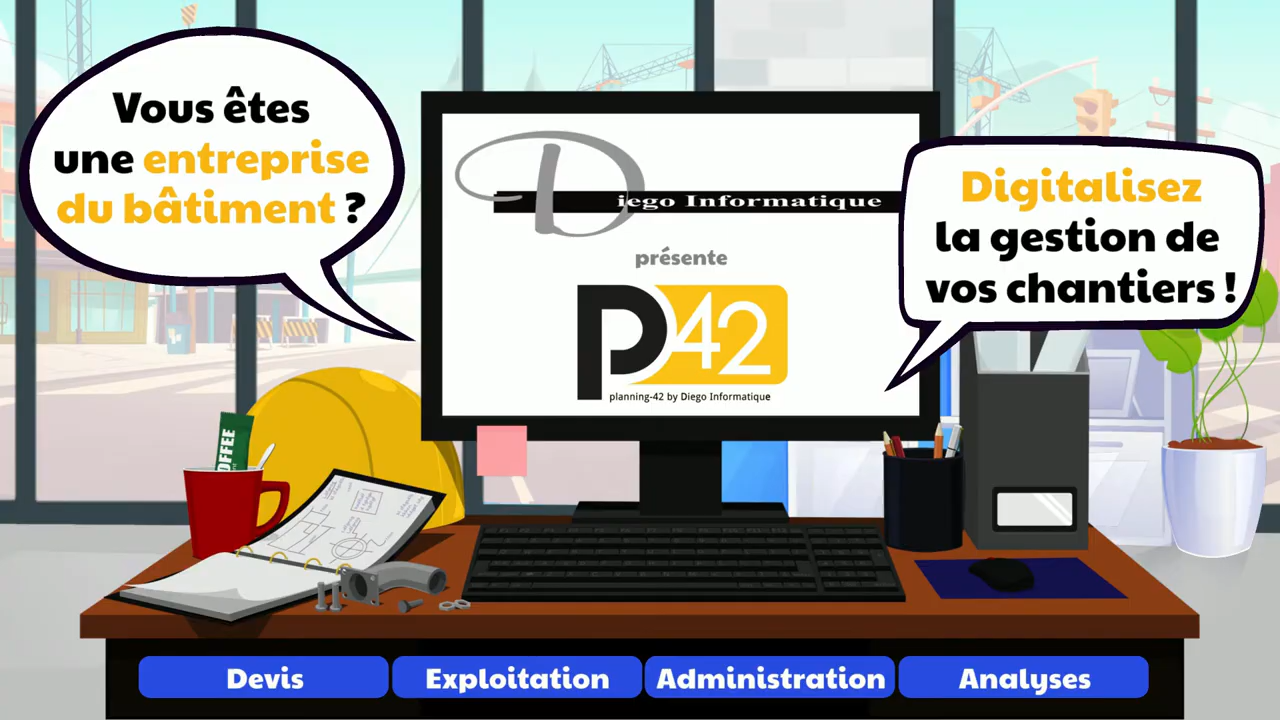 Vous êtes
une entreprise
du bâtiment ?
Diego Informatique
présente
P42
planning-42 by Diego Informatique
Digitalisez
la gestion de
vos chantiers !
OFFEE
Devis
Exploitation
Administration
Analyses